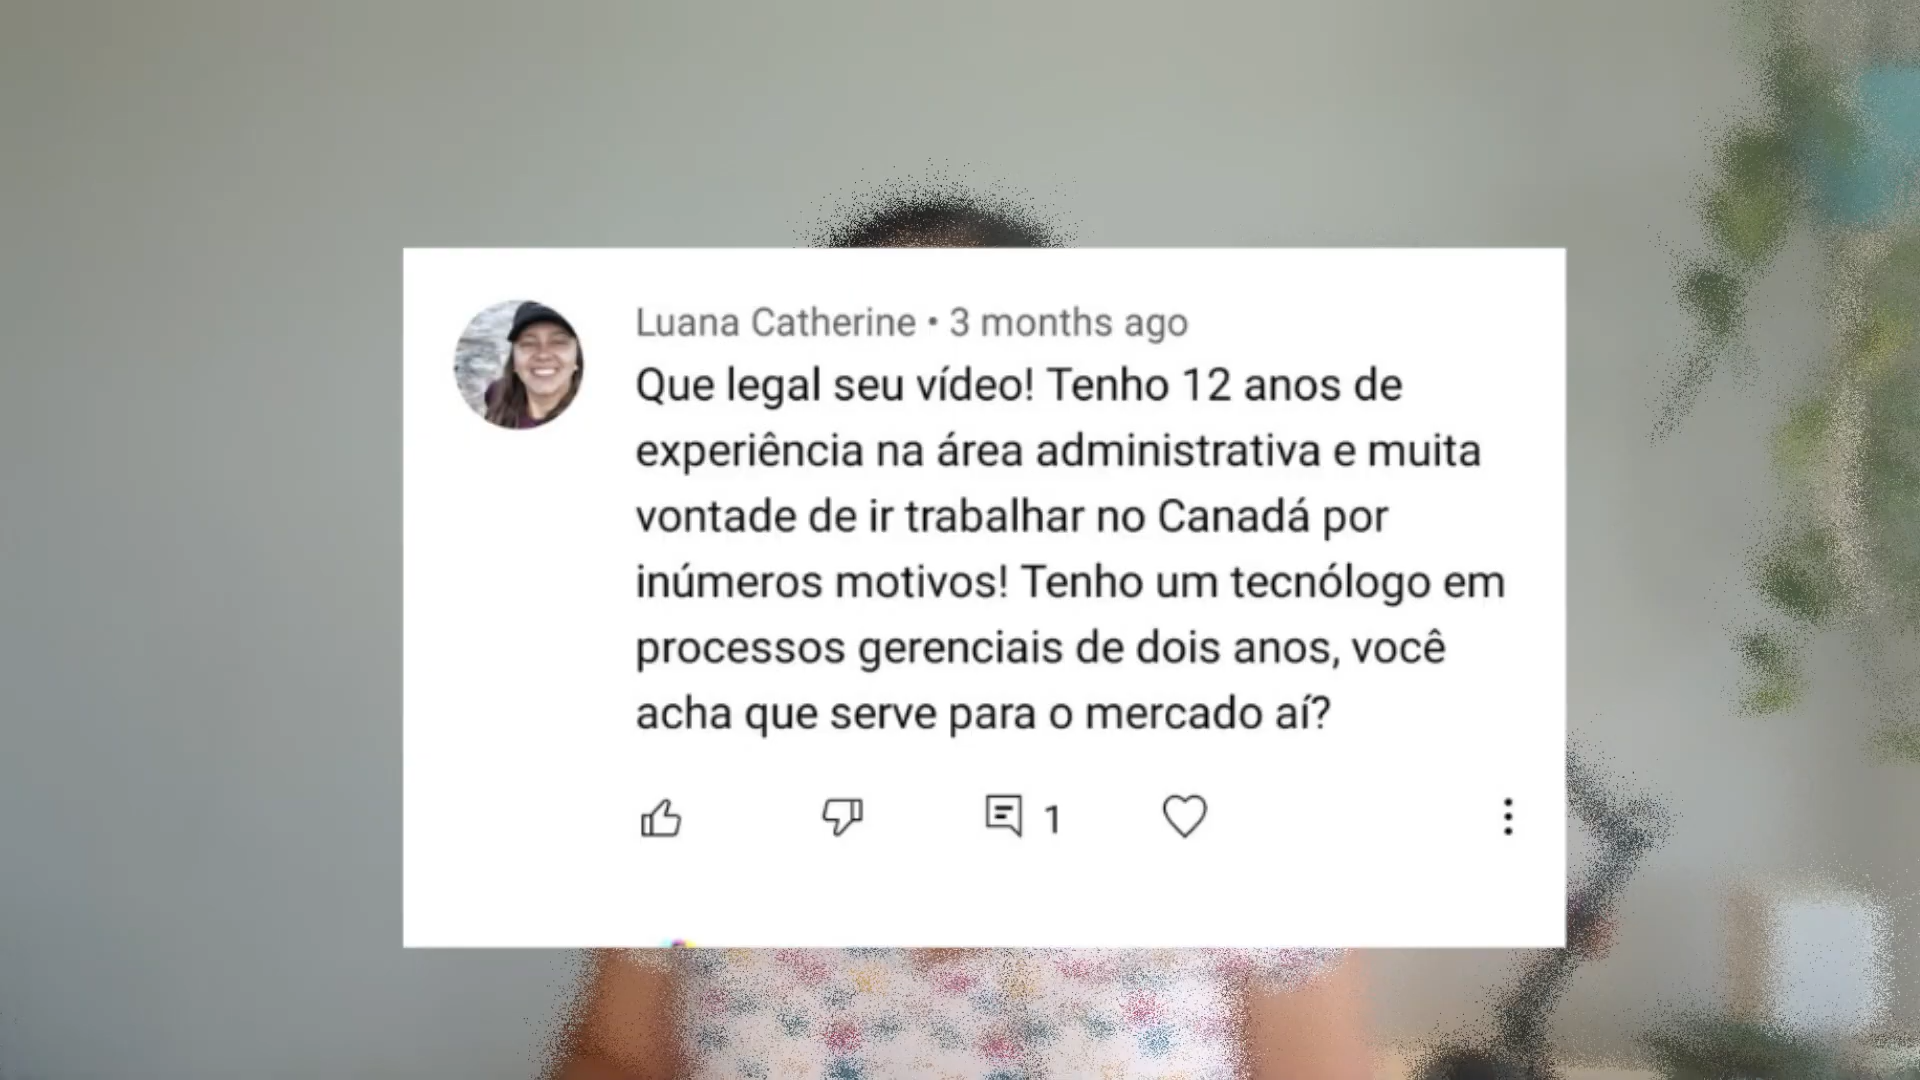 Luana Catherine • 3 months ago
Que legal seu vídeo! Tenho 12 anos de
experiência na área administrativa e muita
vontade de ir trabalhar no Canadá por
inúmeros motivos! Tenho um tecnólogo em
processos gerenciais de dois anos, você
acha que serve para o mercado aí?
1